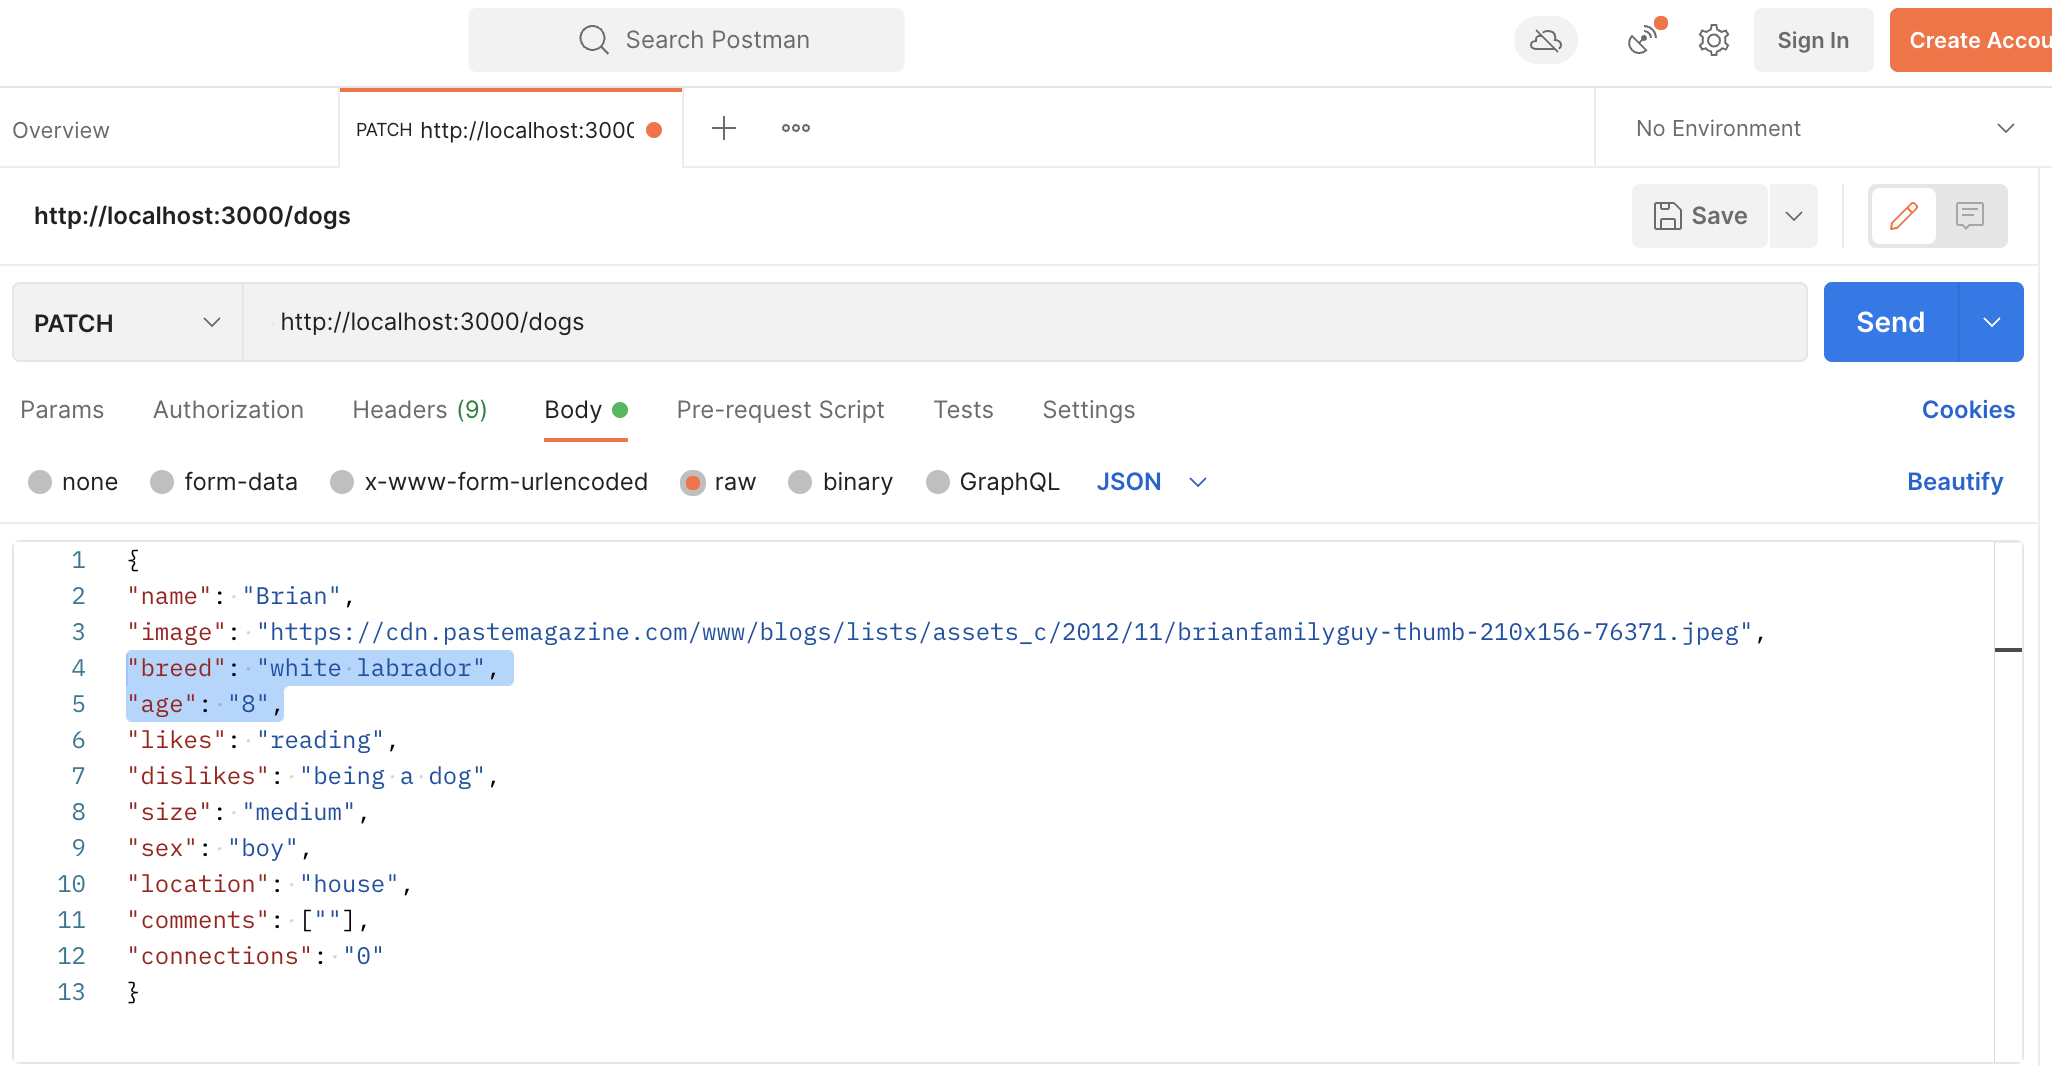 Search Postman
Sign In
Create Accou
Overview
PATCH http://localhost:300
No Environment
http://localhost:3000/dogs
Save
PATCH
http://localhost:3000/dogs
Send
Params Authorization Headers (9) Body Pre-request Script Tests Settings Cookies
none form-data x-www-form-urlencoded raw binary GraphQL JSON Beautify
1 {
2 "name": "Brian",
3 "image": "https://cdn.pastemagazine.com/www/blogs/lists/assets_c/2012/11/brianfamilyguy-thumb-210x156-76371.jpeg",
4 "breed": "white labrador",
5 "age": "8",
6 "likes": "reading",
7 "dislikes": "being a dog",
8 "size": "medium",
9 "sex": "boy",
10 "location": "house",
11 "comments": [""],
12 "connections": "0"
13 }